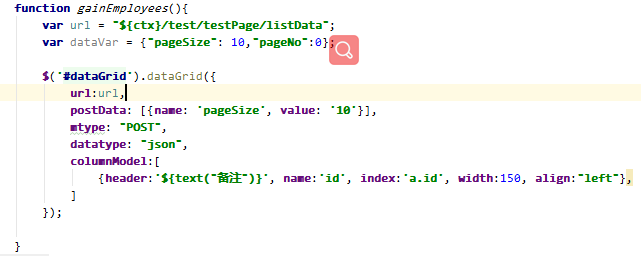 function gainEmployees(){
var url = "${ctx}/test/testPage/listData";
var dataVar = {"pageSize": 10,"pageNo":0};
$('#dataGrid').dataGrid({
url:url,
postData: [{name: 'pageSize', value: '10'}],
mtype: "POST",
datatype: "json",
columnModel:[
{header:'${text("备注")}', name:'id', index:'a.id', width:150, align:"left"},
]
});
}